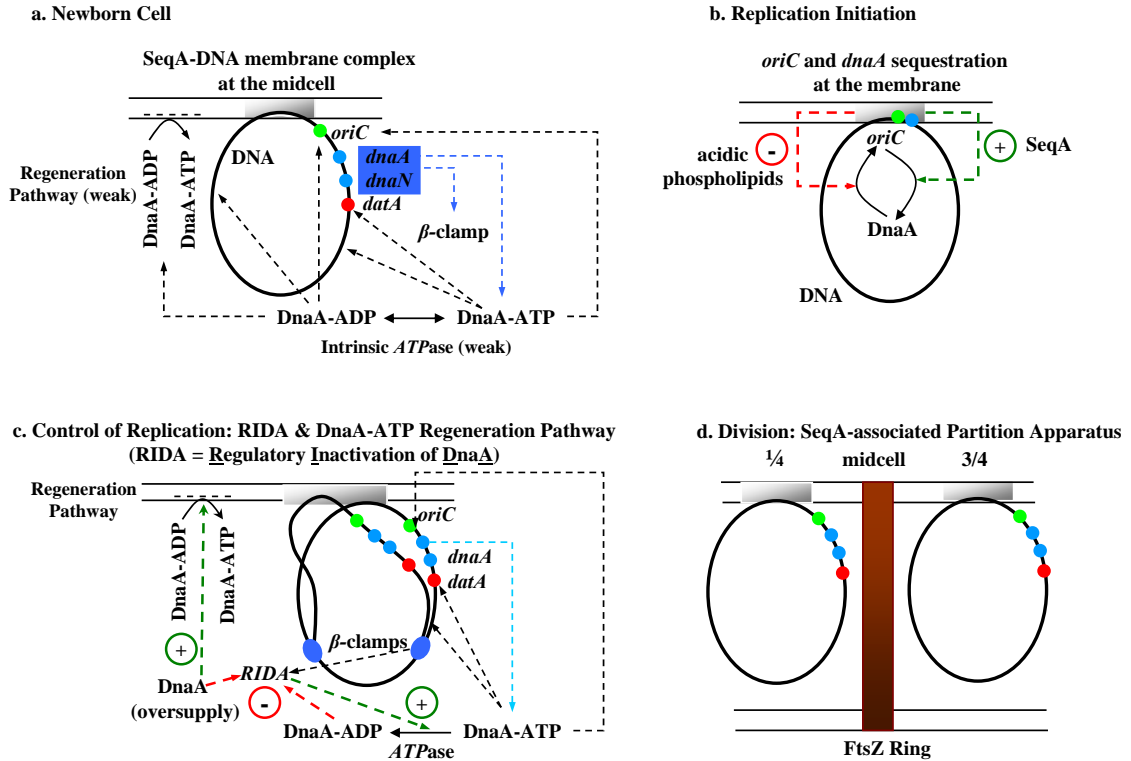 a. Newborn Cell
SeqA-DNA membrane complex
at the midcell
oriC
DNA
dnaA
dnaN
datA
β-clamp
Regeneration
Pathway (weak)
DnaA-ADP
DnaA-ATP
DnaA-ADP
DnaA-ATP
Intrinsic ATPase (weak)
b. Replication Initiation
oriC and dnaA sequestration
at the membrane
oriC
-
+
SeqA
acidic
phospholipids
DnaA
DNA
c. Control of Replication: RIDA & DnaA-ATP Regeneration Pathway
(RIDA = Regulatory Inactivation of DnaA)
Regeneration
Pathway
oriC
DnaA-ADP
DnaA-ATP
dnaA
datA
β-clamps
+
RIDA
DnaA
(oversupply)
-
+
DnaA-ADP
DnaA-ATP
ATPase
d. Division: SeqA-associated Partition Apparatus
¼ midcell 3/4
FtsZ Ring